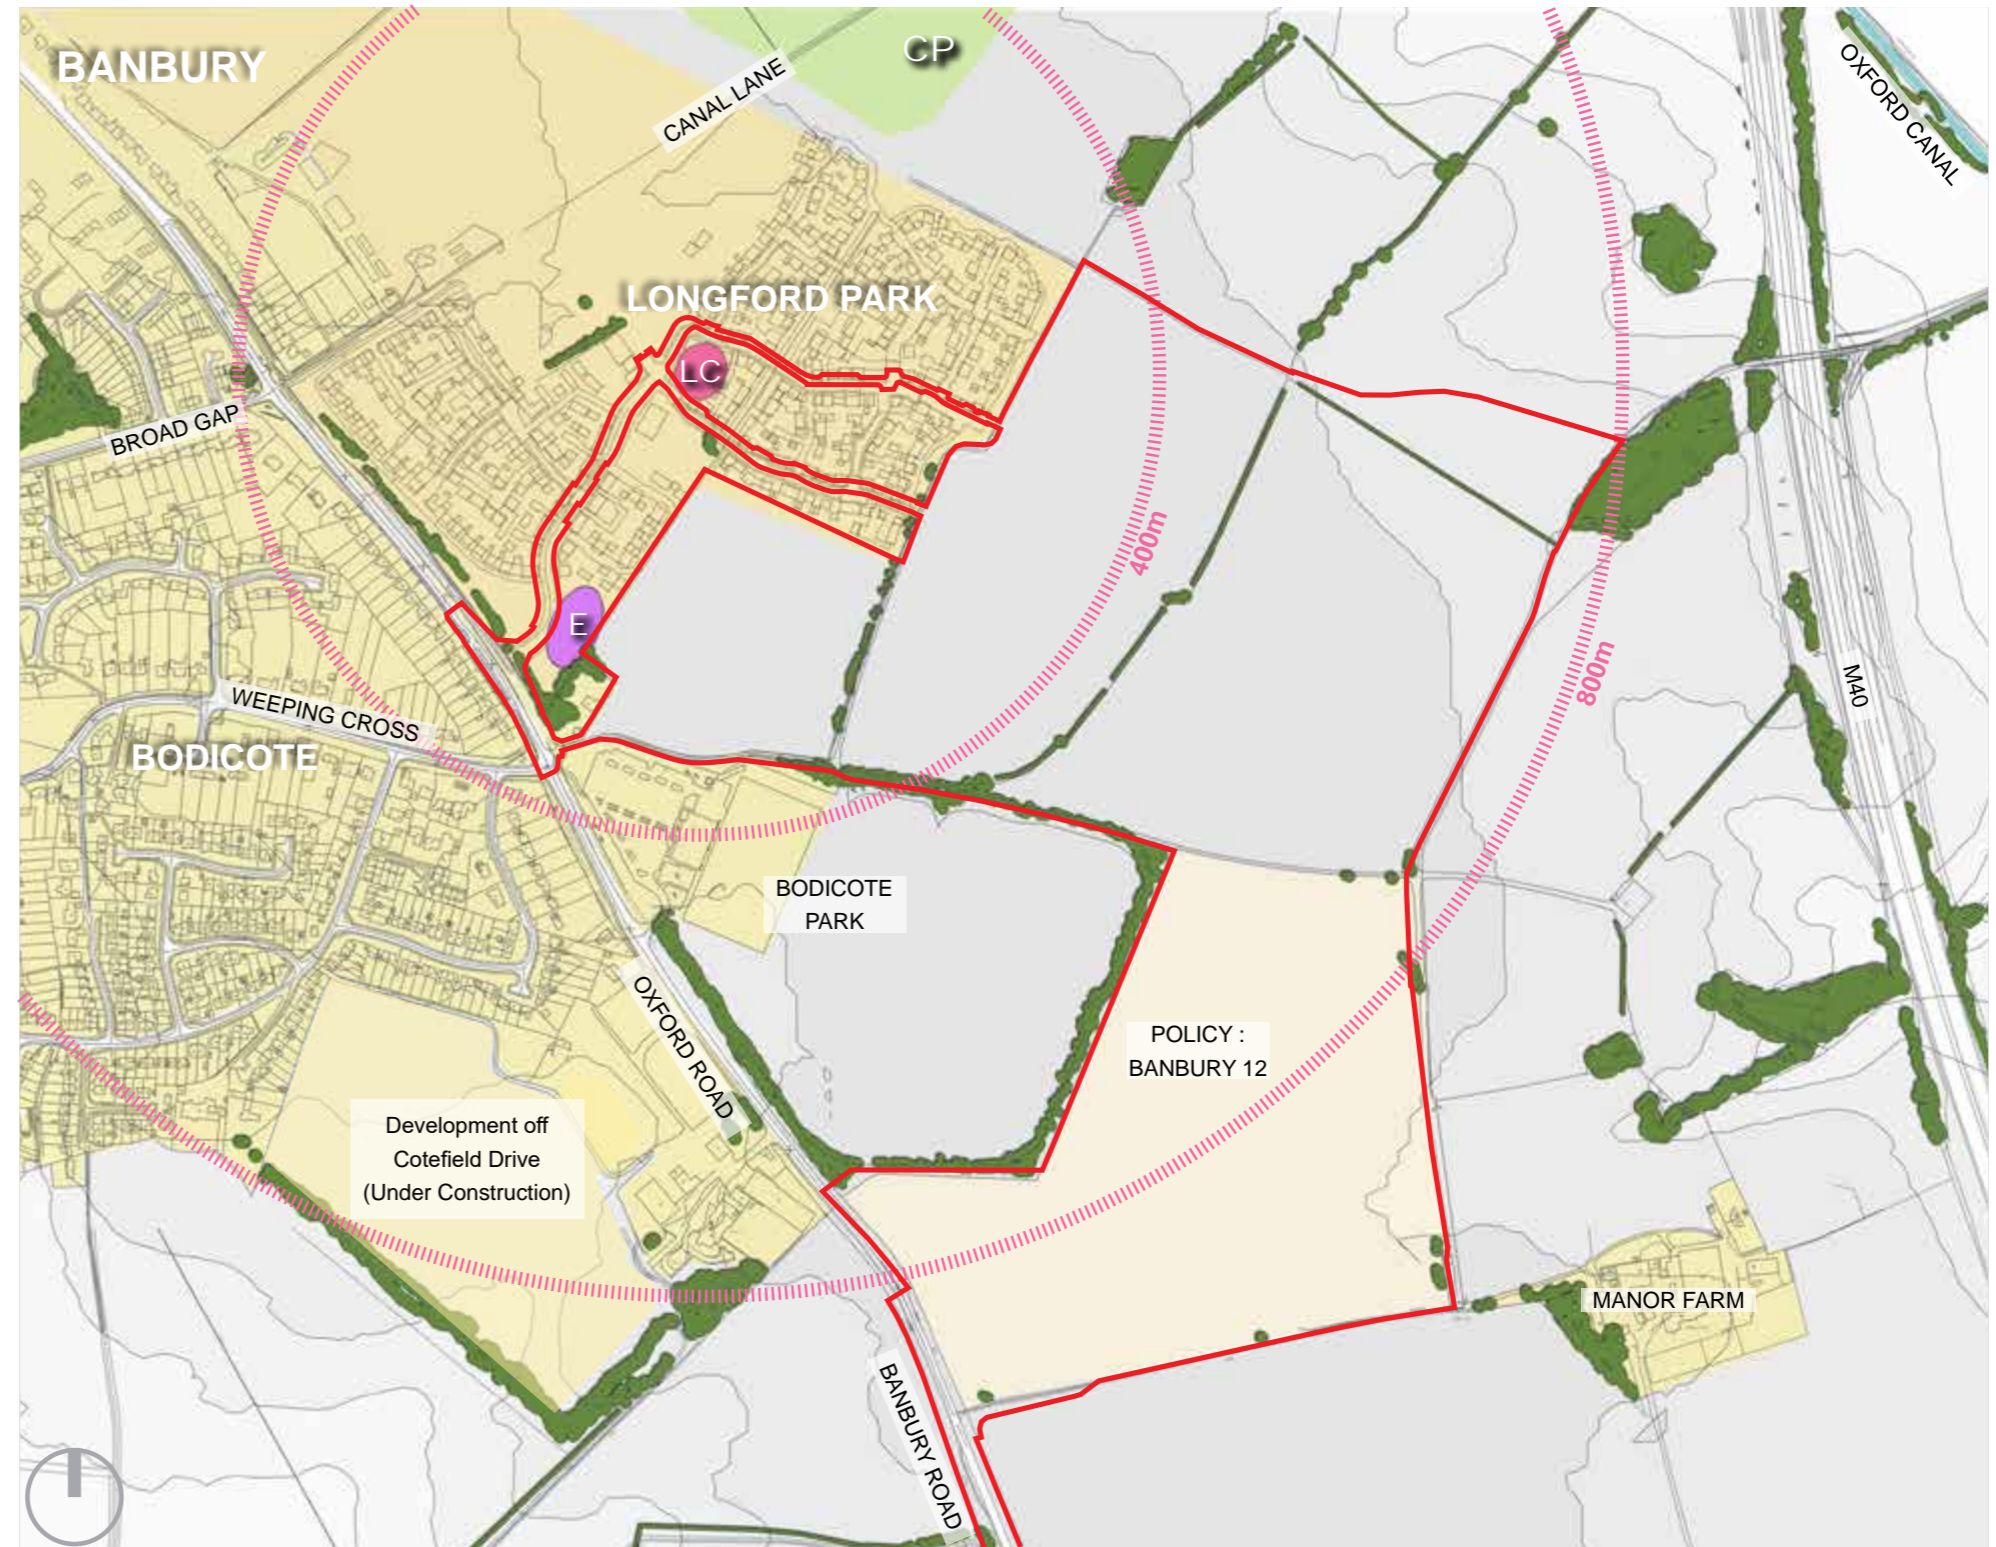 BANBURY
CP
OXFORD CANAL
CANAL LANE
LONGFORD PARK
LC
BROAD GAP
400m
E
800m
M40
WEEPING CROSS
BODICOTE
BODICOTE
PARK
OXFORD ROAD
POLICY :
BANBURY 12
Development off
Cotefield Drive
(Under Construction)
MANOR FARM
BANBURY ROAD